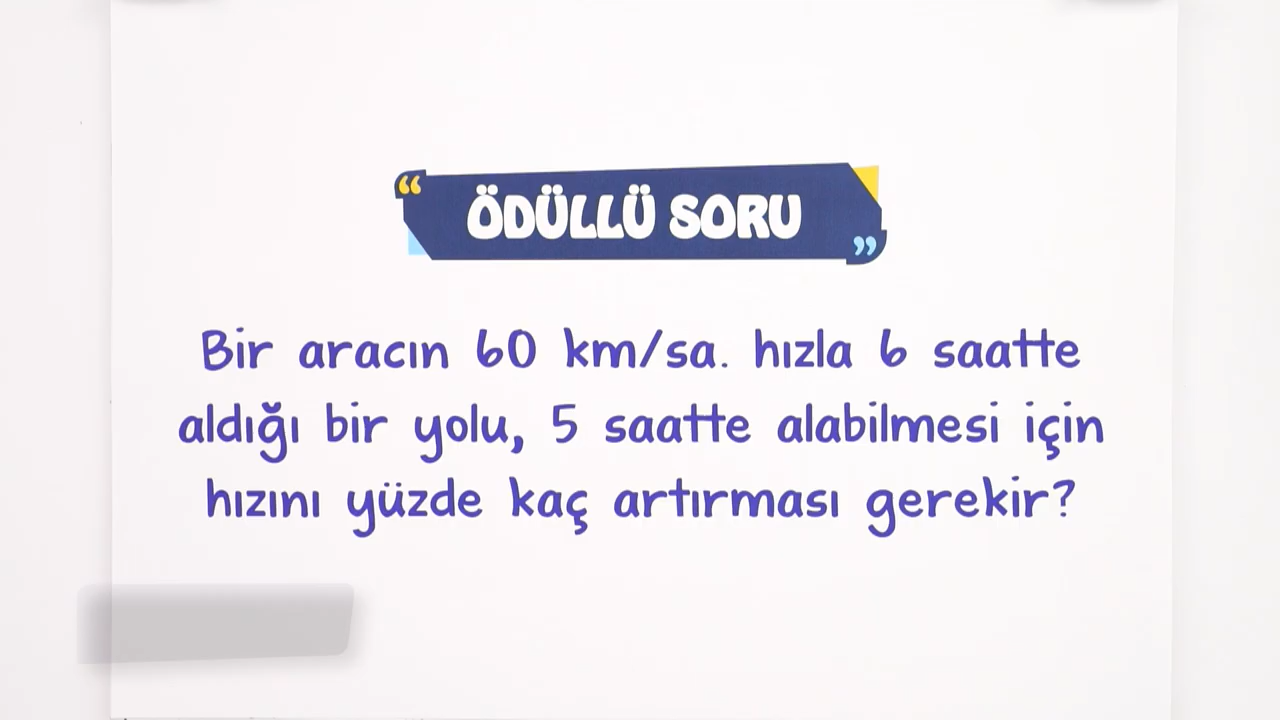 ÖDÜLLÜ SORU
Bir aracın 60 km/sa. hızla 6 saatte
aldığı bir yolu, 5 saatte alabilmesi için
hızını yüzde kaç artırması gerekir?